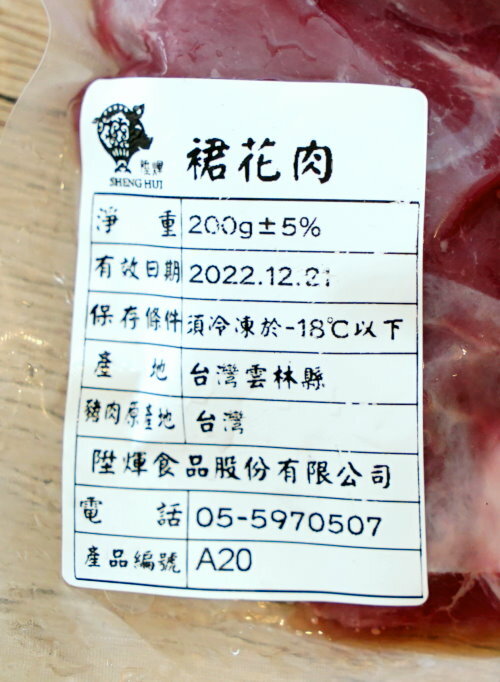 陞煇
SHENG HUI
裙花肉
淨重 200g±5%
有效日期 2022.12.21
保存條件 須冷凍於-18℃以下
產地 台灣雲林縣
豬肉原產地 台灣
陞煇食品股份有限公司
電話 05-5970507
產品編號 A20